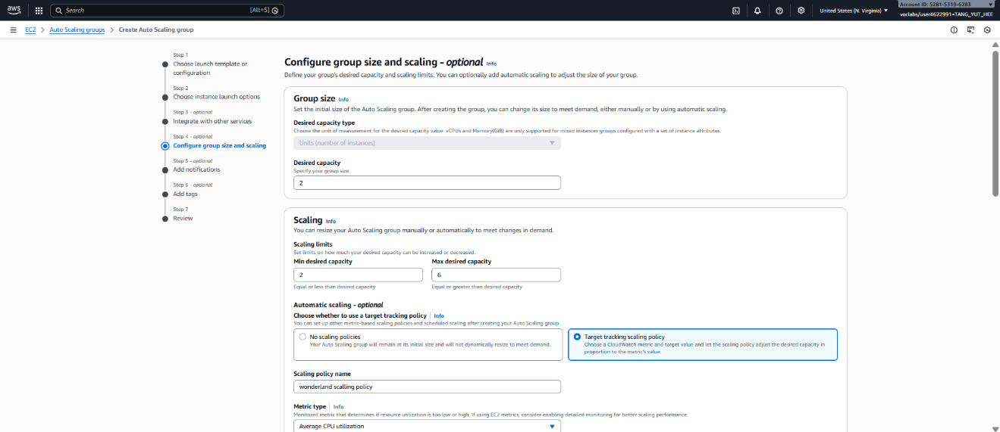 aws
Search
[Alt+S]
United States (N. Virginia)
Account ID: 5281-5319-6283
voclabs/user4622991=TANG_YUT_HEE
EC2
Auto Scaling groups
Create Auto Scaling group
Step 1
Choose launch template or
configuration
Step 2
Choose instance launch options
Step 3 - optional
Integrate with other services
Step 4 - optional
Configure group size and scaling
Step 5 - optional
Add notifications
Step 6 - optional
Add tags
Step 7
Review
Configure group size and scaling - optional Info
Define your group's desired capacity and scaling limits. You can optionally add automatic scaling to adjust the size of your group.
Group size Info
Set the initial size of the Auto Scaling group. After creating the group, you can change its size to meet demand, either manually or by using automatic scaling.
Desired capacity type
Choose the unit of measurement for the desired capacity value. vCPUs and Memory(GiB) are only supported for mixed instances groups configured with a set of instance attributes.
Units (number of instances)
Desired capacity
Specify your group size.
2
Scaling Info
You can resize your Auto Scaling group manually or automatically to meet changes in demand.
Scaling limits
Set limits on how much your desired capacity can be increased or decreased.
Min desired capacity
2
Equal or less than desired capacity
Max desired capacity
6
Equal or greater than desired capacity
Automatic scaling - optional
Choose whether to use a target tracking policy Info
You can set up other metric-based scaling policies and scheduled scaling after creating your Auto Scaling group.
No scaling policies
Your Auto Scaling group will remain at its initial size and will not dynamically resize to meet demand.
Target tracking scaling policy
Choose a CloudWatch metric and target value and let the scaling policy adjust the desired capacity in
proportion to the metric's value.
Scaling policy name
wonderland scalling policy
Metric type Info
Monitored metric that determines if resource utilization is too low or high. If using EC2 metrics, consider enabling detailed monitoring for better scaling performance.
Average CPU utilization